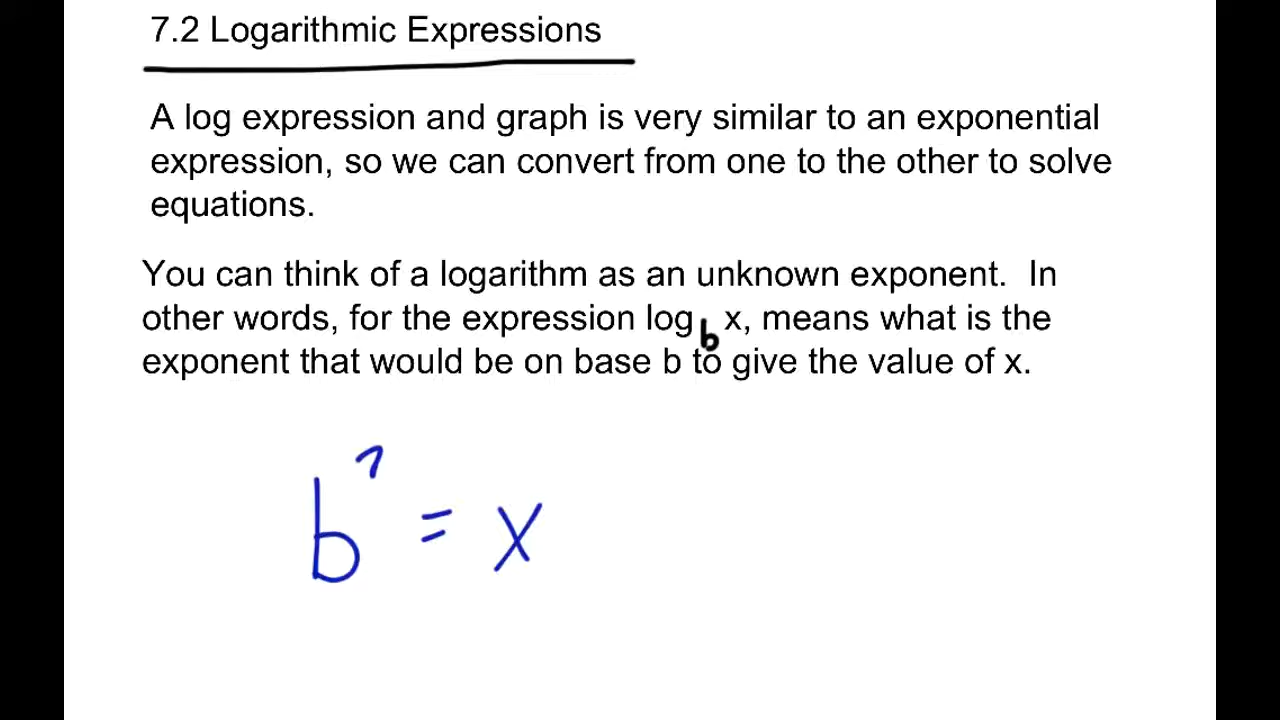 7.2 Logarithmic Expressions
A log expression and graph is very similar to an exponential
expression, so we can convert from one to the other to solve
equations.
You can think of a logarithm as an unknown exponent.  In
other words, for the expression log_b x, means what is the
exponent that would be on base b to give the value of x.
b^? = x